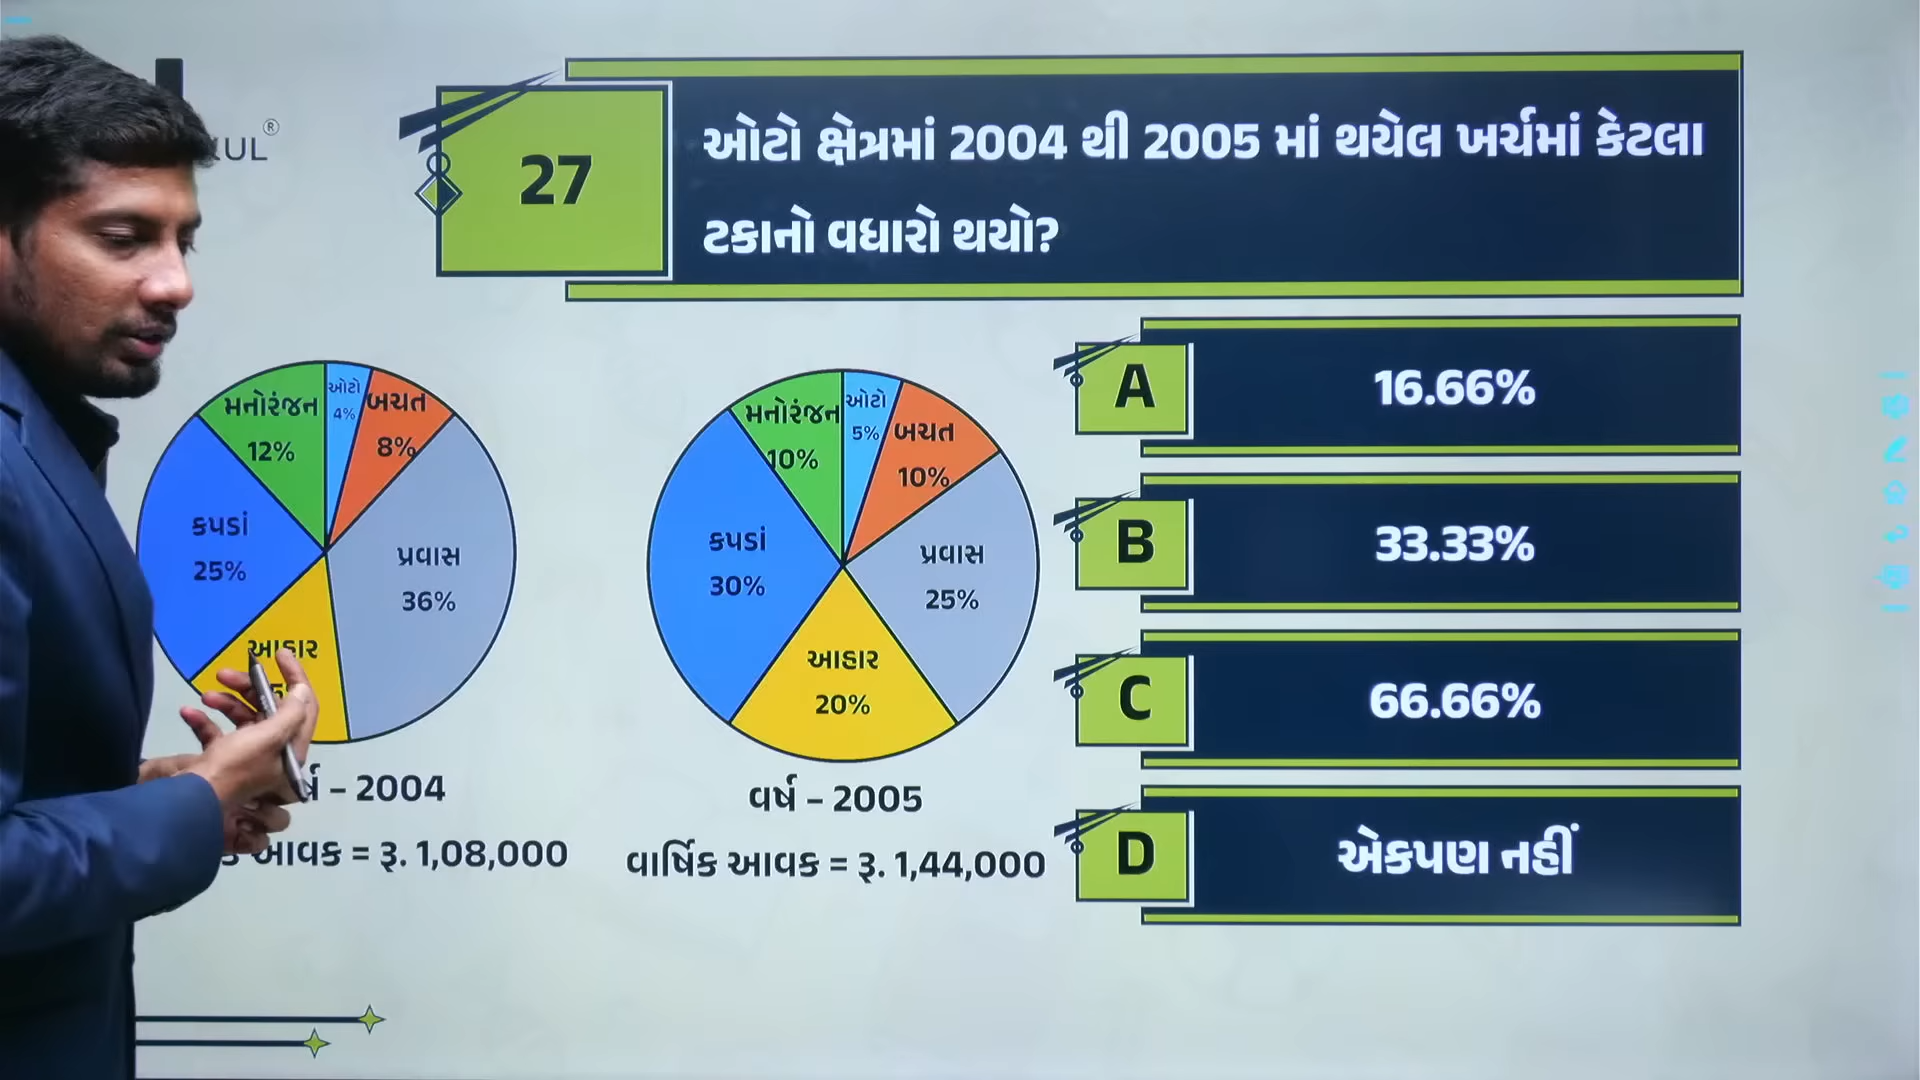 ®
27
ઓટો ક્ષેત્રમાં 2004 થી 2005 માં થયેલ ખર્ચમાં કેટલા
ટકાનો વધારો થયો?
ઓટો
4%
બચત
8%
મનોરંજન
12%
કપડાં
25%
પ્રવાસ
36%
આહાર
– 2004
આવક = રૂ. 1,08,000
ઓટો
5%
બચત
10%
મનોરંજન
10%
કપડાં
30%
પ્રવાસ
25%
આહાર
20%
વર્ષ – 2005
વાર્ષિક આવક = રૂ. 1,44,000
A
16.66%
B
33.33%
C
66.66%
D
એકપણ નહીં